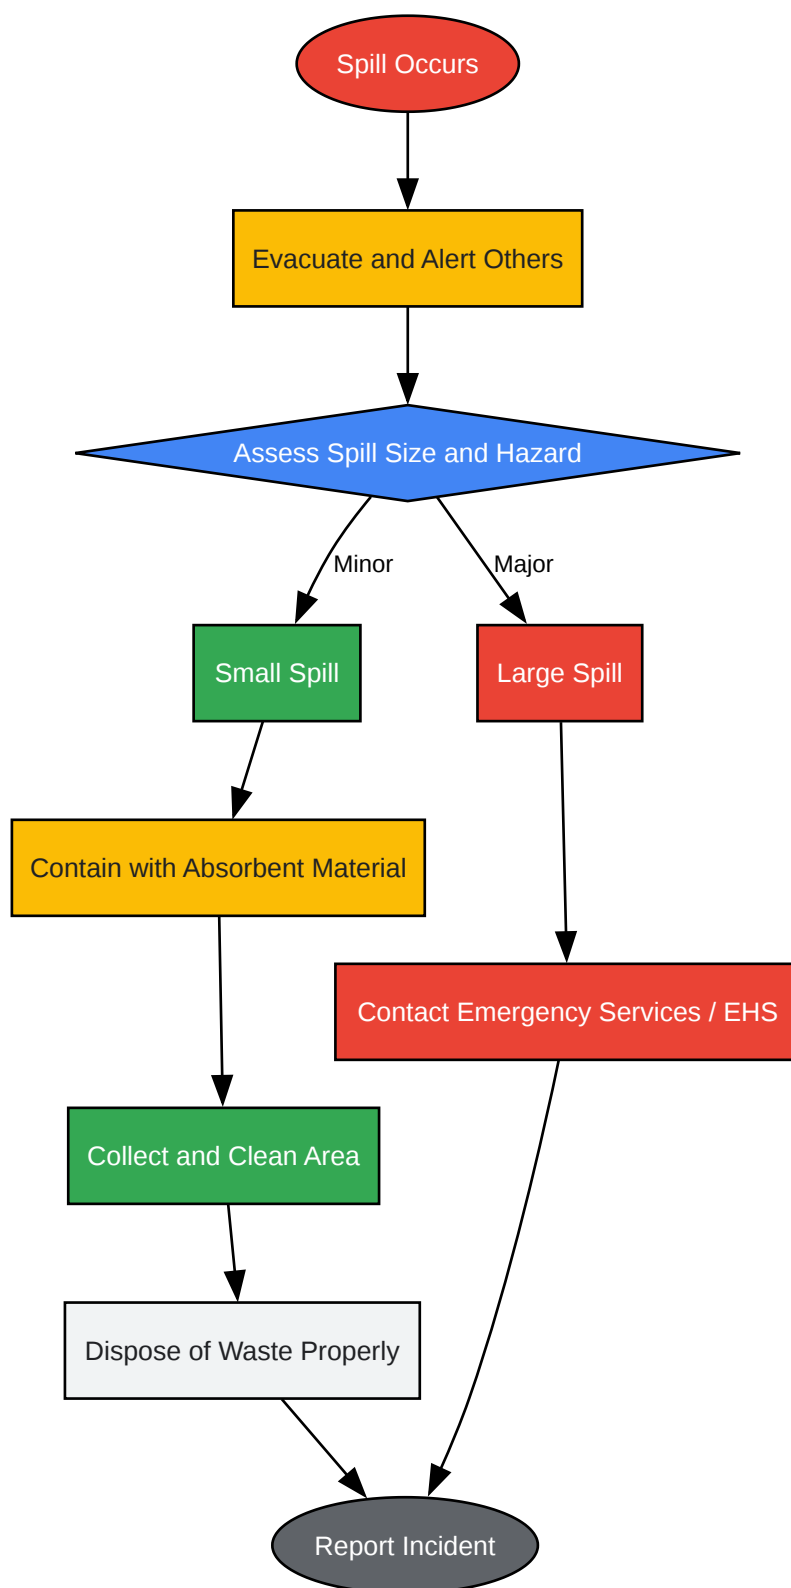 Spill Occurs
Evacuate and Alert Others
Assess Spill Size and Hazard
Minor
Major
Small Spill
Large Spill
Contain with Absorbent Material
Contact Emergency Services / EHS
Collect and Clean Area
Dispose of Waste Properly
Report Incident